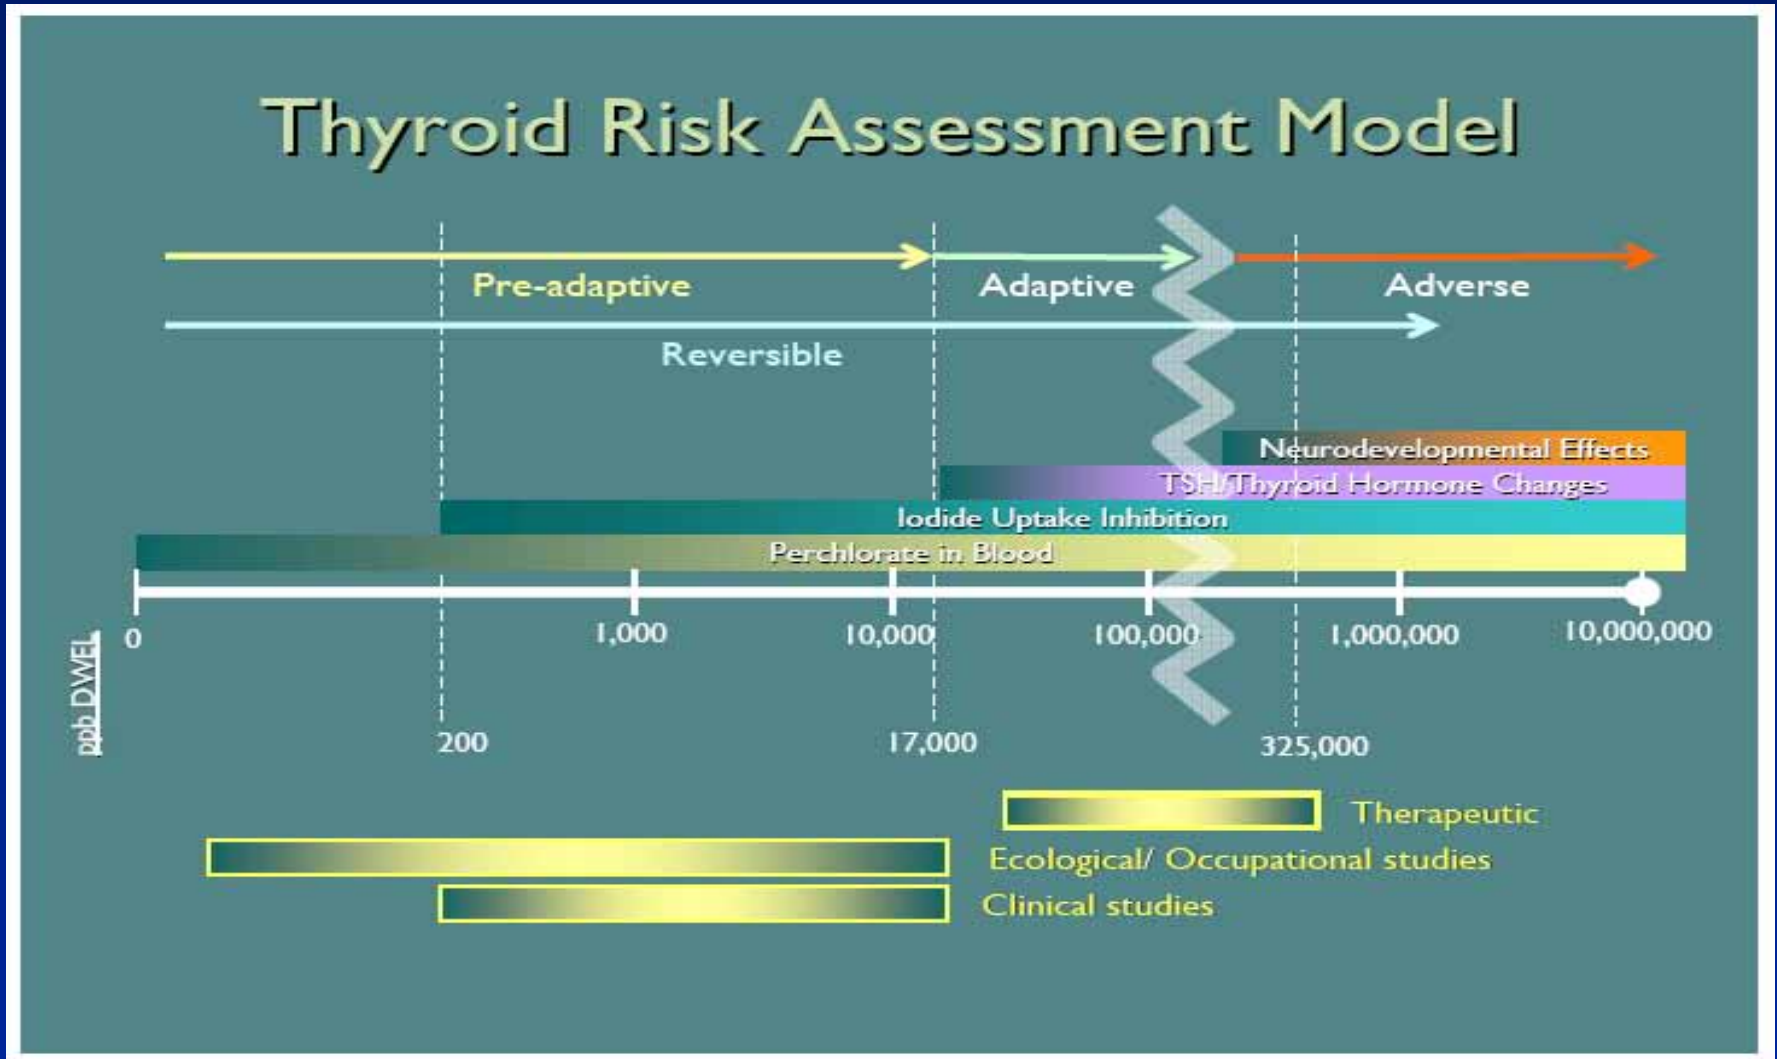 Thyroid Risk Assessment Model
Pre-adaptive
Adaptive
Adverse
Reversible
Neurodevelopmental Effects
TSH/Thyroid Hormone Changes
Iodide Uptake Inhibition
Perchlorate in Blood
0
1,000
10,000
100,000
1,000,000
10,000,000
ppb DWEL
200
17,000
325,000
Therapeutic
Ecological/ Occupational studies
Clinical studies